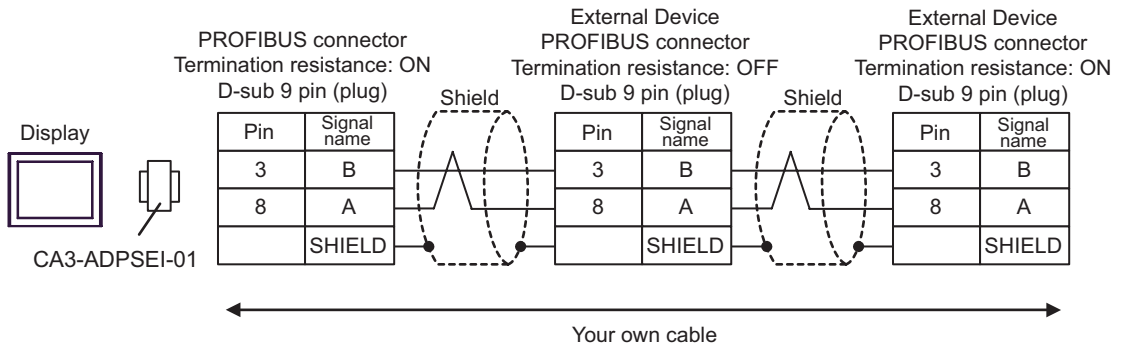 PROFIBUS connector
Termination resistance: ON
D-sub 9 pin (plug)
External Device
PROFIBUS connector
Termination resistance: OFF
D-sub 9 pin (plug)
External Device
PROFIBUS connector
Termination resistance: ON
D-sub 9 pin (plug)
Display
CA3-ADPSEI-01
Shield
Shield
Pin Signal name
3 B
8 A
SHIELD
Pin Signal name
3 B
8 A
SHIELD
Pin Signal name
3 B
8 A
SHIELD
Your own cable